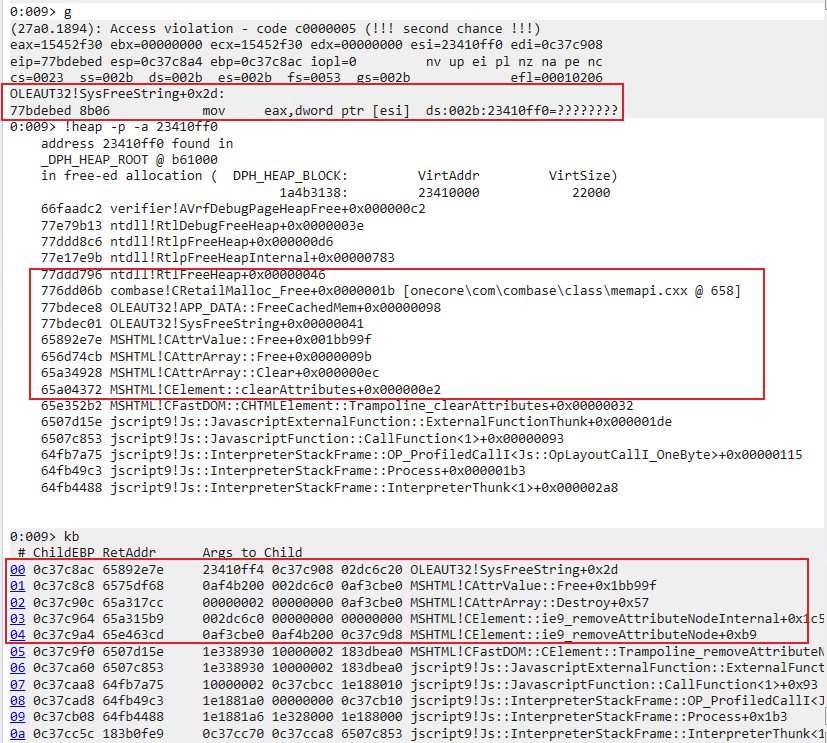 0:009> g
(27a0.1894): Access violation - code c0000005 (!!! second chance !!!)
eax=15452f30 ebx=00000000 ecx=15452f30 edx=00000000 esi=23410ff0 edi=0c37c908
eip=77bdebed esp=0c37c8a4 ebp=0c37c8ac iopl=0 nv up ei pl nz na pe nc
cs=0023 ss=002b ds=002b es=002b fs=0053 gs=002b efl=00010206
OLEAUT32!SysFreeString+0x2d:
77bdebed 8b06 mov eax,dword ptr [esi] ds:002b:23410ff0=????????
0:009> !heap -p -a 23410ff0
address 23410ff0 found in
_DPH_HEAP_ROOT @ b61000
in free-ed allocation ( DPH_HEAP_BLOCK: VirtAddr VirtSize)
1a4b3138: 23410000 22000
66faadc2 verifier!AVrfDebugPageHeapFree+0x000000c2
77e79b13 ntdll!RtlDebugFreeHeap+0x0000003e
77ddd8c6 ntdll!RtlpFreeHeap+0x000000d6
77e17e9b ntdll!RtlpFreeHeapInternal+0x00000783
77ddd796 ntdll!RtlFreeHeap+0x00000046
776dd06b combase!CRetailMalloc_Free+0x0000001b [onecore\com\combase\class\memapi.cxx @ 658]
77bdece8 OLEAUT32!APP_DATA::FreeCachedMem+0x00000098
77bdec01 OLEAUT32!SysFreeString+0x00000041
65892e7e MSHTML!CAttrValue::Free+0x001bb99f
656d74cb MSHTML!CAttrArray::Free+0x0000009b
65a34928 MSHTML!CAttrArray::Clear+0x000000ec
65a04372 MSHTML!CElement::clearAttributes+0x000000e2
65e352b2 MSHTML!CFastDOM::CHTMLElement::Trampoline_clearAttributes+0x00000032
6507d15e jscript9!Js::JavascriptExternalFunction::ExternalFunctionThunk+0x000001de
6507c853 jscript9!Js::JavascriptFunction::CallFunction<1>+0x00000093
64fb7a75 jscript9!Js::InterpreterStackFrame::OP_ProfiledCallI<Js::OpLayoutCallI_OneByte>+0x00000115
64fb49c3 jscript9!Js::InterpreterStackFrame::Process+0x000001b3
64fb4488 jscript9!Js::InterpreterStackFrame::InterpreterThunk<1>+0x000002a8
0:009> kb
# ChildEBP RetAddr Args to Child
00 0c37c8ac 65892e7e 23410ff4 0c37c908 02dc6c20 OLEAUT32!SysFreeString+0x2d
01 0c37c8c8 6575df68 0af4b200 002dc6c0 0af3cbe0 MSHTML!CAttrValue::Free+0x1bb99f
02 0c37c90c 65a317cc 00000002 00000000 0af3cbe0 MSHTML!CAttrArray::Destroy+0x57
03 0c37c964 65a315b9 002dc6c0 00000000 00000000 MSHTML!CElement::ie9_removeAttributeNodeInternal+0x1c5
04 0c37c9a4 65e463cd 0af3cbe0 0af4b200 0c37c9d8 MSHTML!CElement::ie9_removeAttributeNode+0xb9
05 0c37c9f0 6507d15e 1e338930 10000002 183dbea0 MSHTML!CFastDOM::CElement::Trampoline_removeAttributeN
06 0c37ca60 6507c853 1e338930 10000002 183dbea0 jscript9!Js::JavascriptExternalFunction::ExternalFunct
07 0c37caa8 64fb7a75 10000002 0c37cbcc 1e188010 jscript9!Js::JavascriptFunction::CallFunction<1>+0x93
08 0c37cad8 64fb49c3 1e1881a0 00000000 0c37cb10 jscript9!Js::InterpreterStackFrame::OP_ProfiledCallI<J
09 0c37cb08 64fb4488 1e1881a6 1e328000 1e188000 jscript9!Js::InterpreterStackFrame::Process+0x1b3
0a 0c37cc5c 183b0fe9 0c37cc70 0c37cca8 6507c853 jscript9!Js::InterpreterStackFrame::InterpreterThunk<1